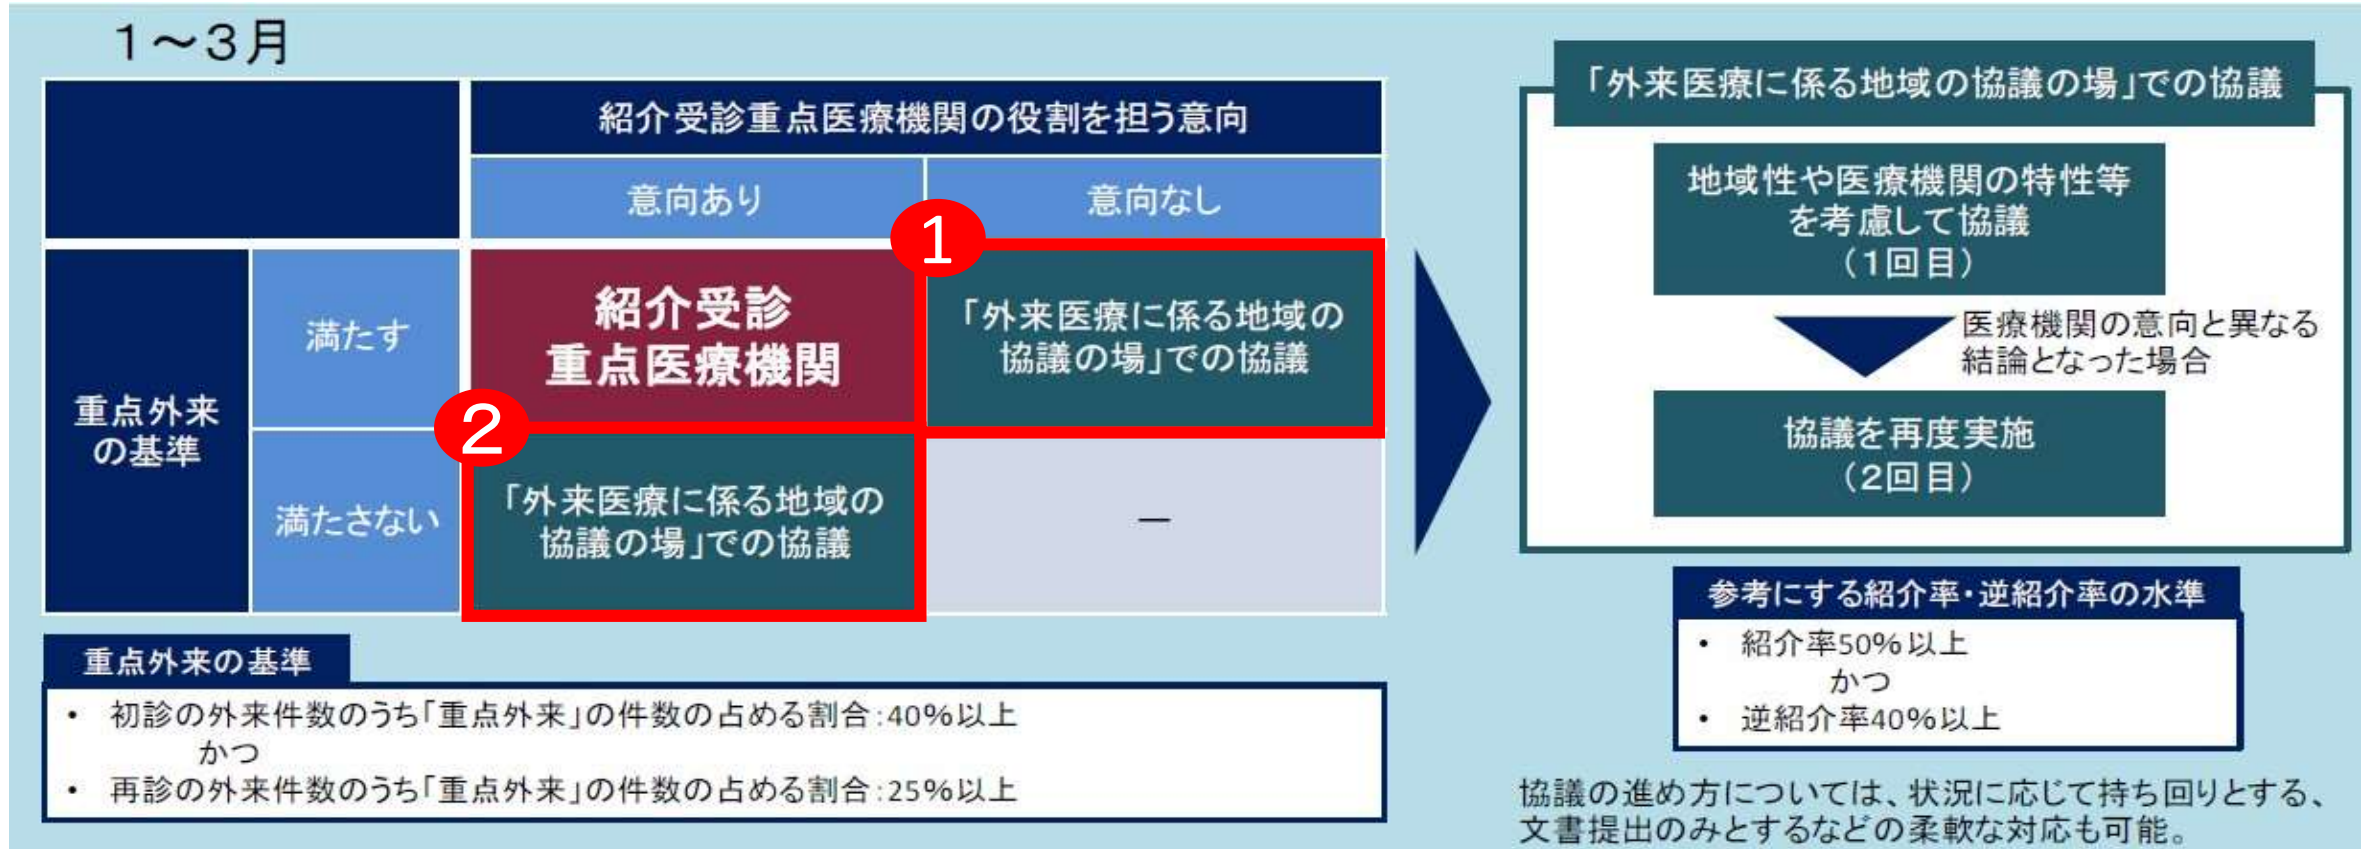 1~3月
紹介受診重点医療機関の役割を担う意向
意向あり
意向なし
重点外来
の基準
満たす
紹介受診
重点医療機関
1
「外来医療に係る地域の
協議の場」での協議
満たさない
2
「外来医療に係る地域の
協議の場」での協議
―
重点外来の基準
・ 初診の外来件数のうち「重点外来」の件数の占める割合:40%以上
かつ
・ 再診の外来件数のうち「重点外来」の件数の占める割合:25%以上
「外来医療に係る地域の協議の場」での協議
地域性や医療機関の特性等
を考慮して協議
(1回目)
医療機関の意向と異なる
結論となった場合
協議を再度実施
(2回目)
参考にする紹介率・逆紹介率の水準
・ 紹介率50%以上
かつ
・ 逆紹介率40%以上
協議の進め方については、状況に応じて持ち回りとする、
文書提出のみとするなどの柔軟な対応も可能。